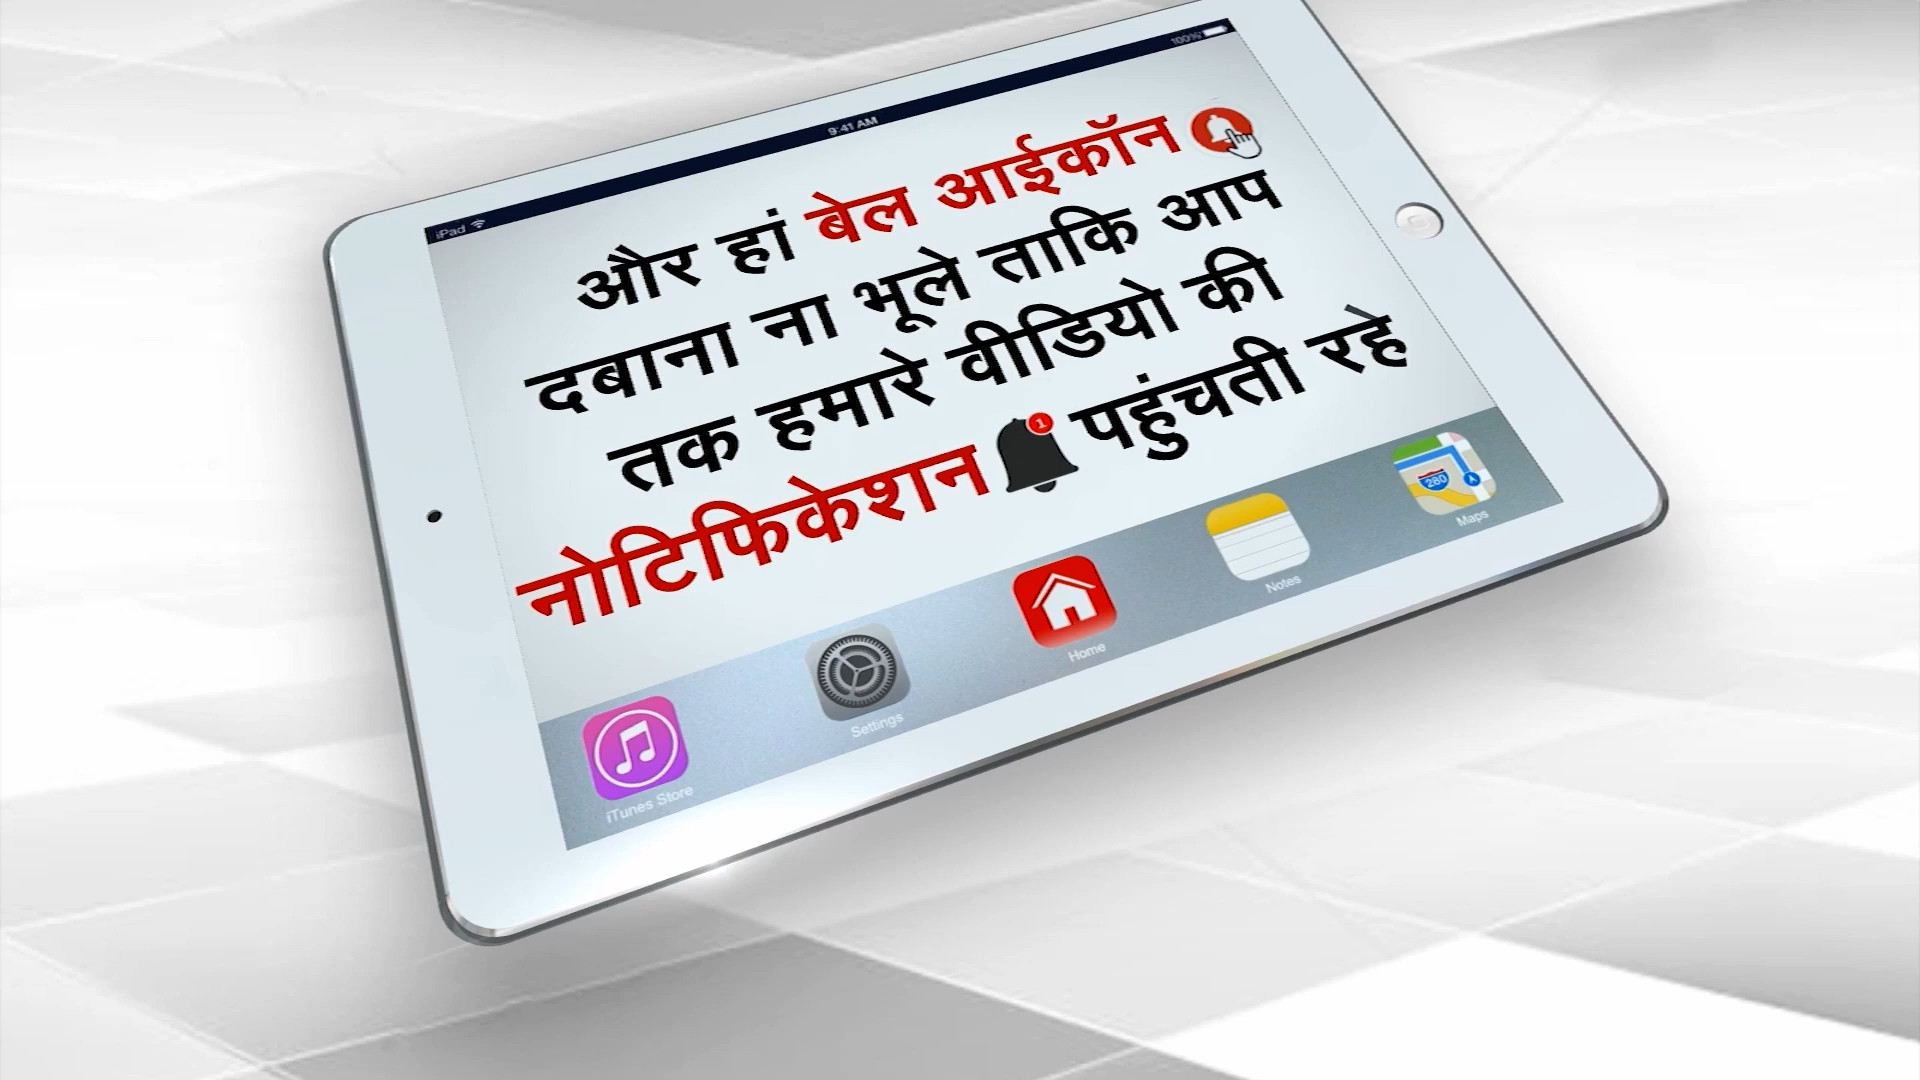 iPad
9:41 AM
100%
और हां बेल आईकॉन
दबाना ना भूले ताकि आप
तक हमारे वीडियो की
नोटिफिकेशन 1 पहुंचती रहे
iTunes Store
Settings
Home
Notes
280
Maps